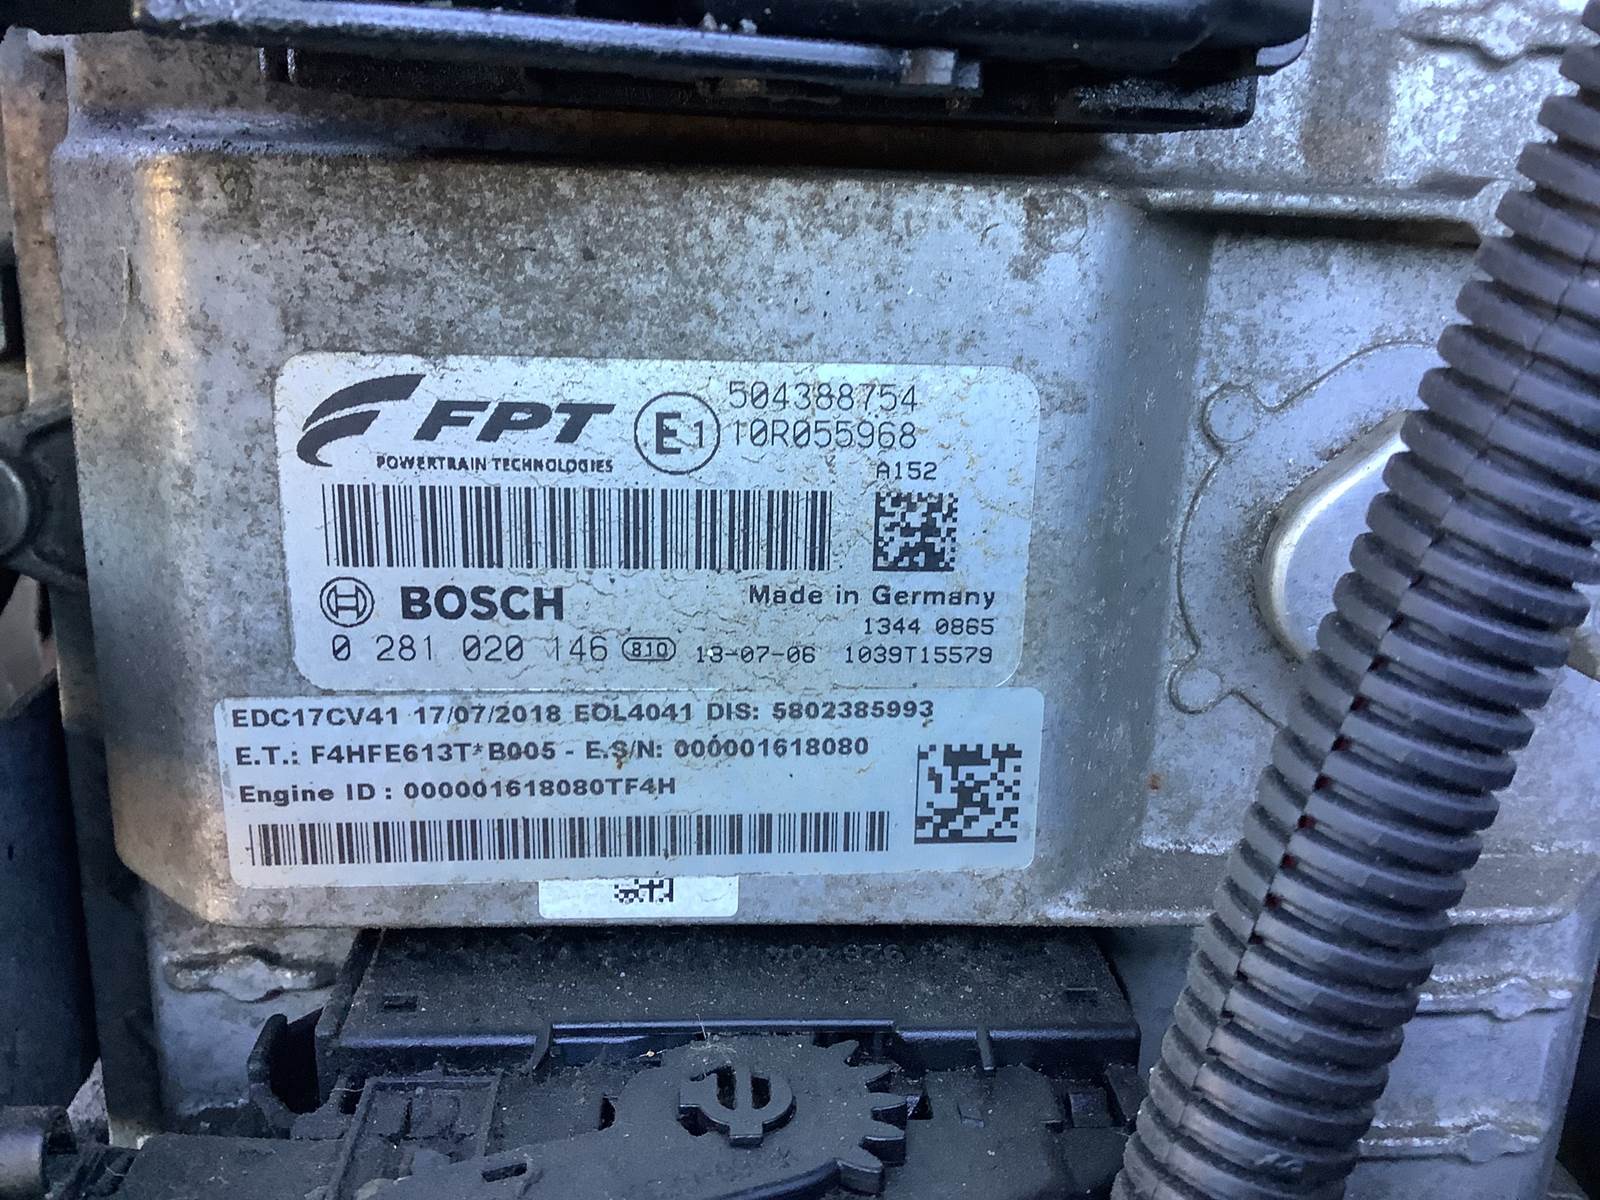 FPT
POWERTRAIN TECHNOLOGIES
E1
504388754
10R055968
A152
BOSCH
Made in Germany
1344 0865
0 281 020 146 810 13-07-06 1039T15579
EDC17CV41 17/07/2018 EOL4041 DIS: 5802385993
E.T.: F4HFE613T*B005 - E.S/N: 000001618080
Engine ID : 000001618080TF4H